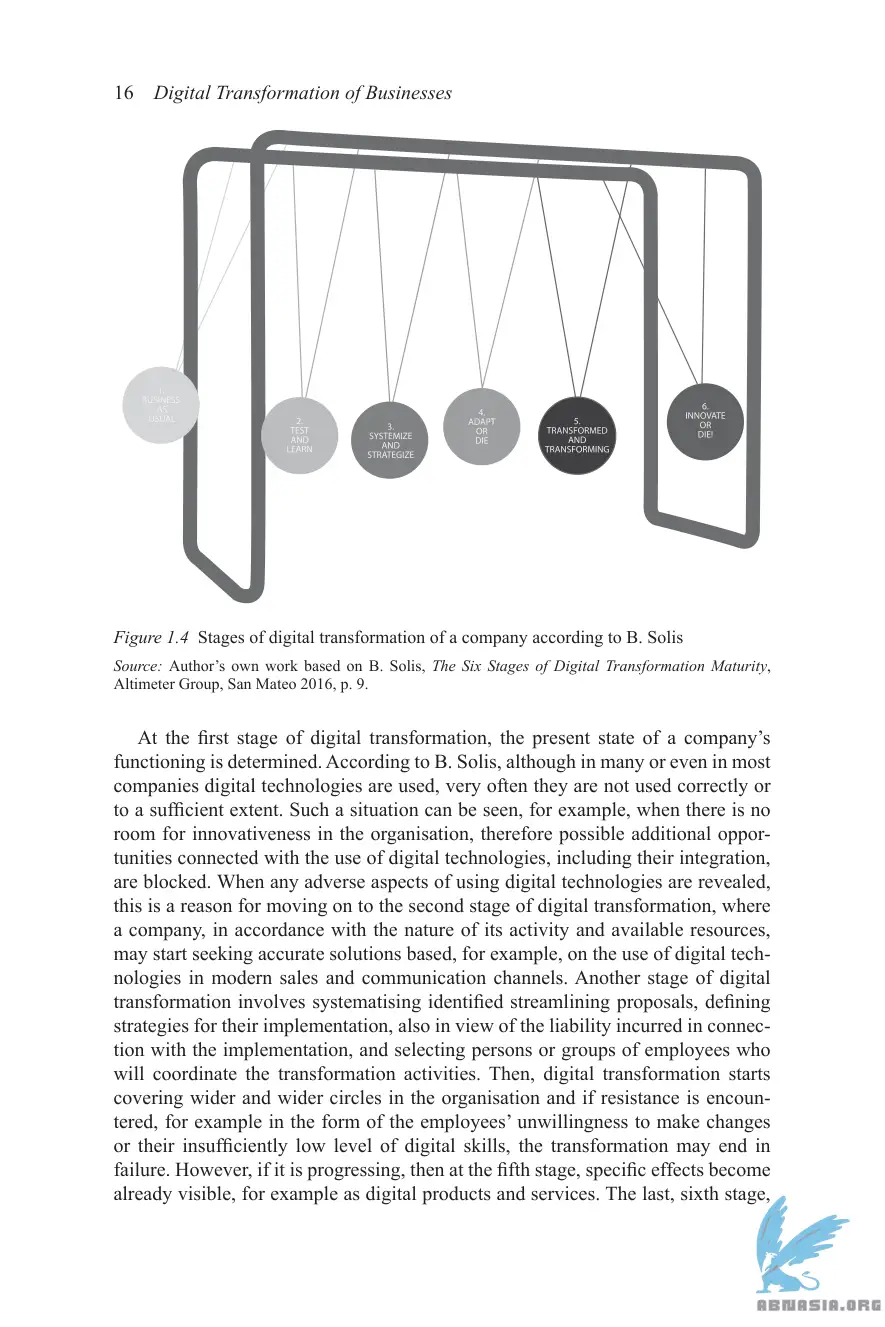 16 Digital Transformation of Businesses
1.
BUSINESS
AS
USUAL
2.
TEST
AND
LEARN
3.
SYSTEMIZE
AND
STRATEGIZE
4.
ADAPT
OR
DIE
5.
TRANSFORMED
AND
TRANSFORMING
6.
INNOVATE
OR
DIE!
Figure 1.4 Stages of digital transformation of a company according to B. Solis
Source: Author’s own work based on B. Solis, The Six Stages of Digital Transformation Maturity,
Altimeter Group, San Mateo 2016, p. 9.
At the first stage of digital transformation, the present state of a company’s
functioning is determined. According to B. Solis, although in many or even in most
companies digital technologies are used, very often they are not used correctly or
to a sufficient extent. Such a situation can be seen, for example, when there is no
room for innovativeness in the organisation, therefore possible additional oppor-
tunities connected with the use of digital technologies, including their integration,
are blocked. When any adverse aspects of using digital technologies are revealed,
this is a reason for moving on to the second stage of digital transformation, where
a company, in accordance with the nature of its activity and available resources,
may start seeking accurate solutions based, for example, on the use of digital tech-
nologies in modern sales and communication channels. Another stage of digital
transformation involves systematising identified streamlining proposals, defining
strategies for their implementation, also in view of the liability incurred in connec-
tion with the implementation, and selecting persons or groups of employees who
will coordinate the transformation activities. Then, digital transformation starts
covering wider and wider circles in the organisation and if resistance is encoun-
tered, for example in the form of the employees’ unwillingness to make changes
or their insufficiently low level of digital skills, the transformation may end in
failure. However, if it is progressing, then at the fifth stage, specific effects become
already visible, for example as digital products and services. The last, sixth stage,
ABNASIA.ORG